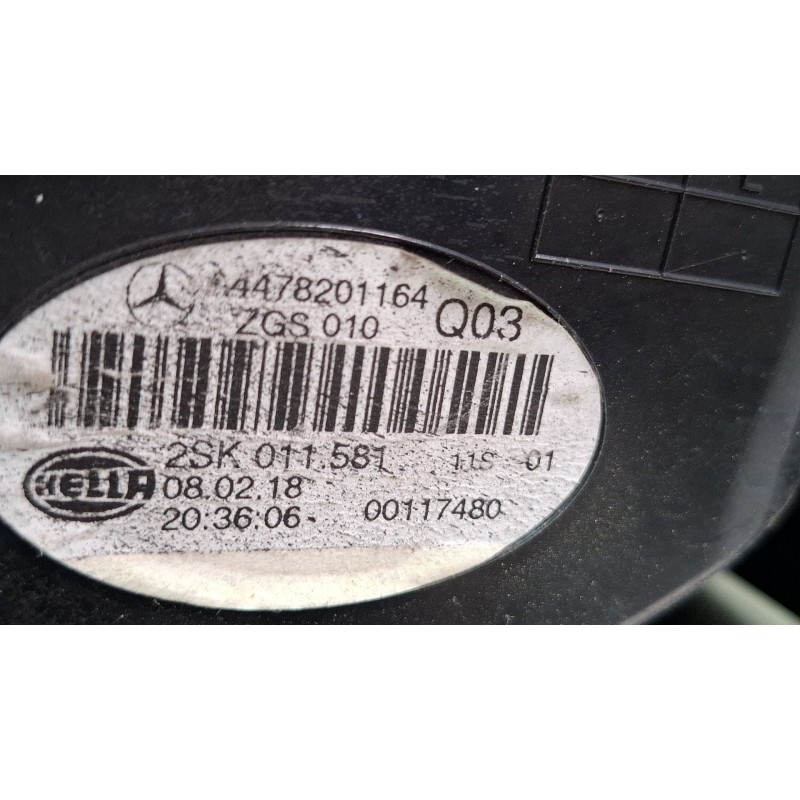 4478201164
ZGS 010 Q03
2SK 011.581 11S 01
HELLA
08.02.18
20:36:06 00117480